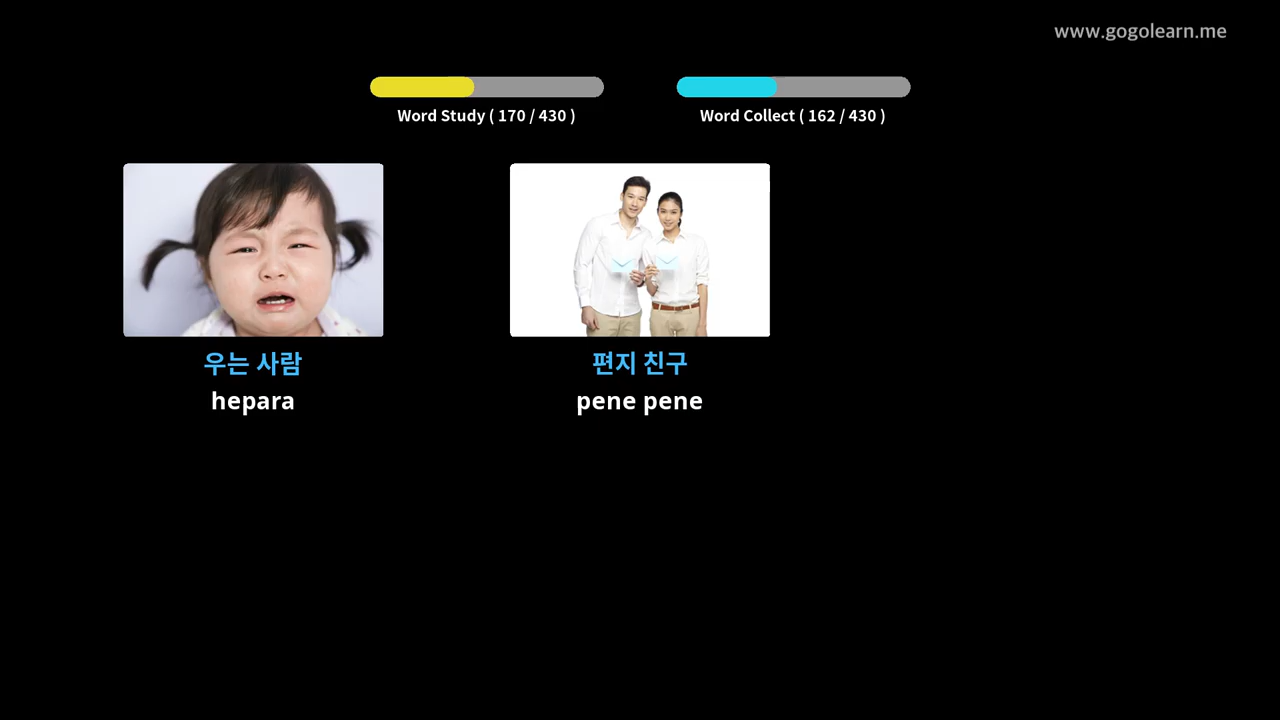 www.gogolearn.me
Word Study ( 170 / 430 )
Word Collect ( 162 / 430 )
우는 사람
hepara
편지 친구
pene pene